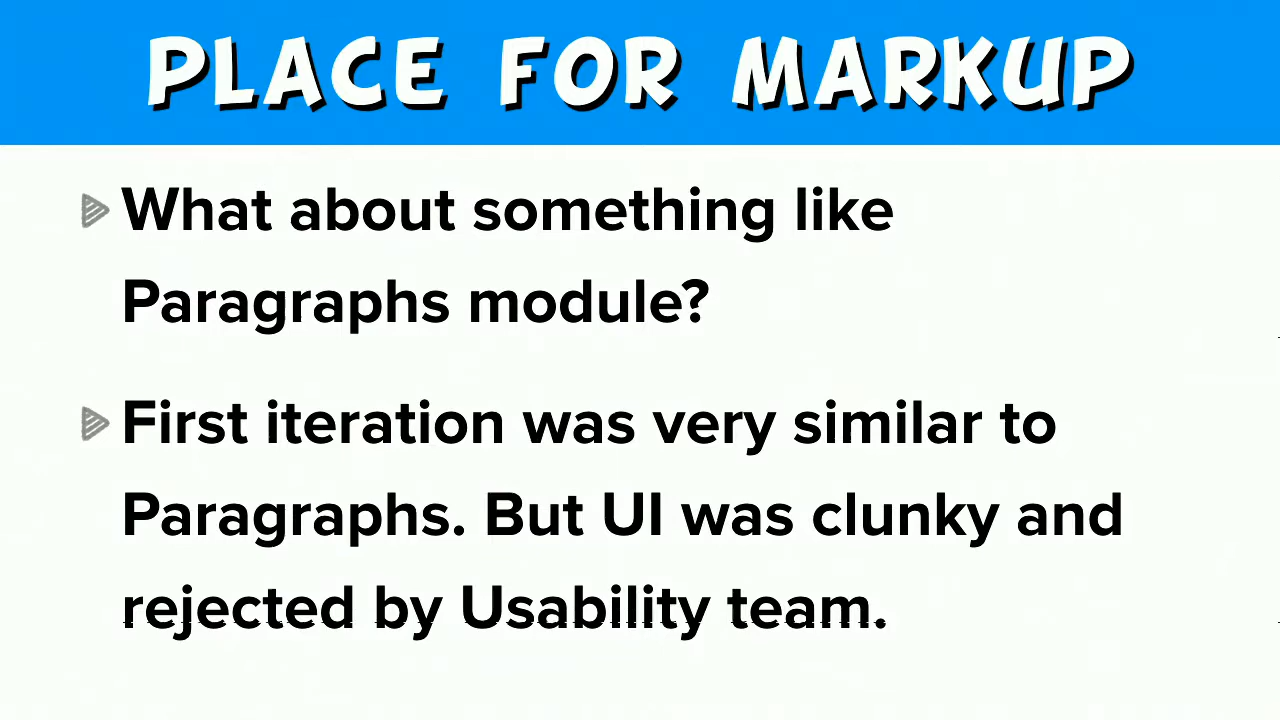 PLACE FOR MARKUP
What about something like
Paragraphs module?
First iteration was very similar to
Paragraphs. But UI was clunky and
rejected by Usability team.